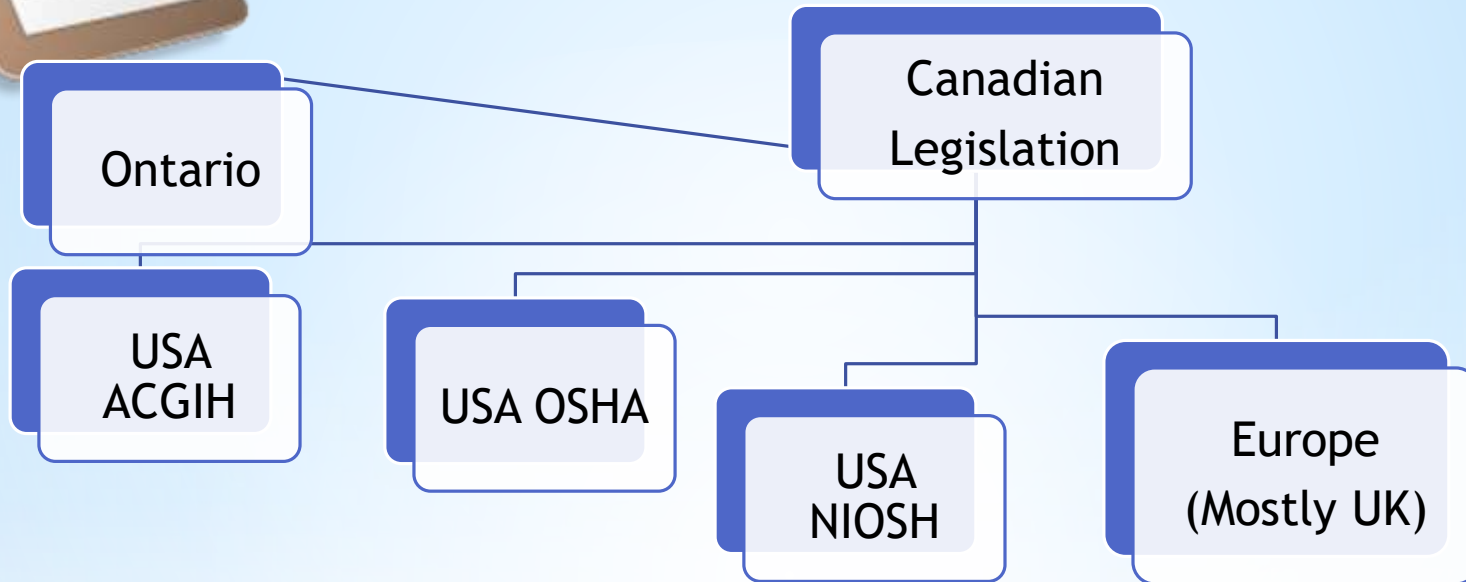 Canadian
Legislation
Ontario
USA
ACGIH
USA OSHA
USA
NIOSH
Europe
(Mostly UK)